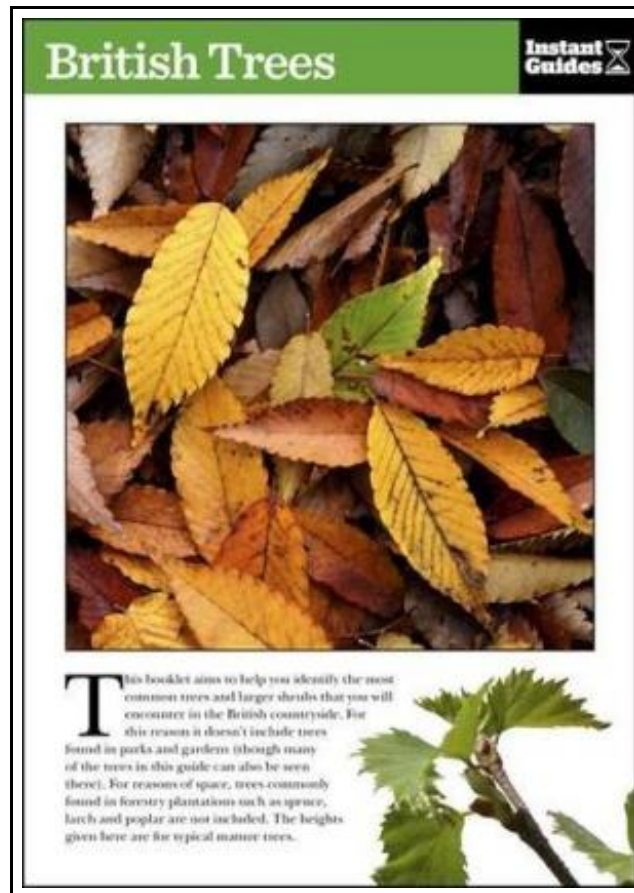 British Trees
Instant
Guides
This booklet aims to help you identify the most
common trees and larger shrubs that you will
encounter in the British countryside. For
this reason it doesn't include trees
found in parks and gardens (though many
of the trees in this guide can also be seen
there). For reasons of space, trees commonly
found in forestry plantations such as spruce,
larch and poplar are not included. The heights
given here are for typical mature trees.